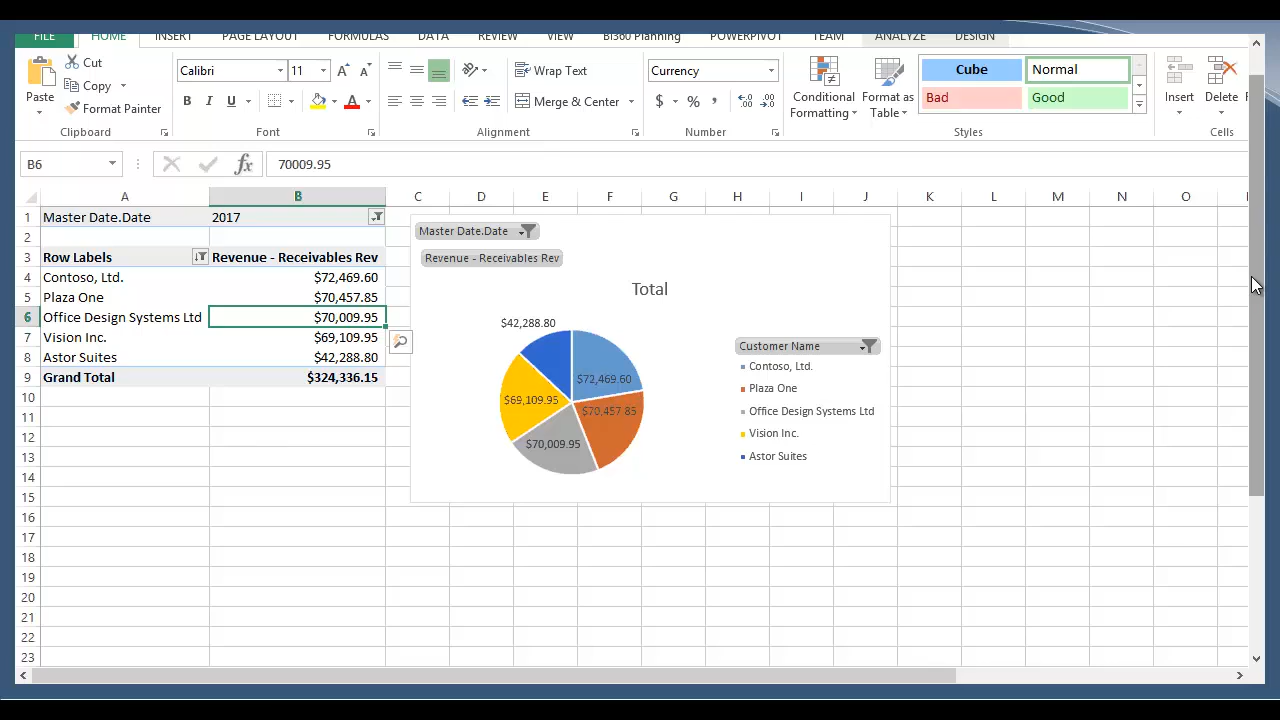 FILE HOME INSERT PAGE LAYOUT FORMULAS DATA REVIEW VIEW BI360 Planning POWERPIVOT TEAM ANALYZE DESIGN
Cut
Copy
Format Painter
Paste
Clipboard
Calibri 11
B I U A
Font
Wrap Text
Merge & Center
Alignment
Currency
$ % ,
Number
Conditional Formatting
Format as Table
Cube Normal
Bad Good
Styles
Insert Delete
Cells
B6 fx 70009.95
A B C D E F G H I J K L M N O
1 Master Date.Date 2017
2
3 Row Labels Revenue - Receivables Rev
4 Contoso, Ltd. $72,469.60
5 Plaza One $70,457.85
6 Office Design Systems Ltd $70,009.95
7 Vision Inc. $69,109.95
8 Astor Suites $42,288.80
9 Grand Total $324,336.15
10
11
12
13
14
15
16
17
18
19
20
21
22
23
Master Date.Date
Revenue - Receivables Rev
Total
$42,288.80
$72,469.60
$69,109.95
$70,457.85
$70,009.95
Customer Name
Contoso, Ltd.
Plaza One
Office Design Systems Ltd
Vision Inc.
Astor Suites